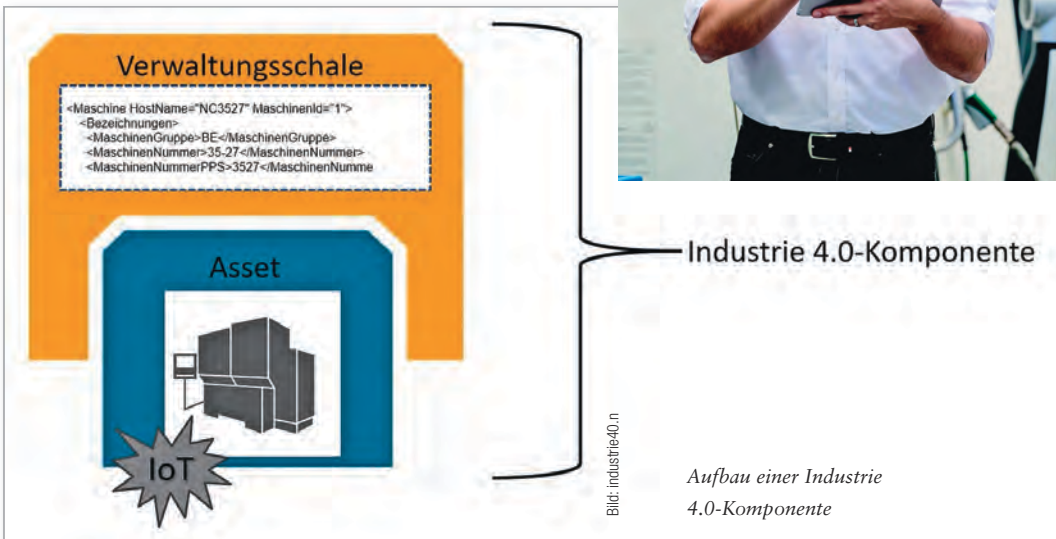 Verwaltungsschale
<Maschine HostName="NC3527" MaschinenId="1">
<Bezeichnungen>
<MaschinenGruppe>BE</MaschinenGruppe>
<MaschinenNummer>35-27</MaschinenNummer>
<MaschinenNummerPPS>3527</MaschinenNumme
Asset
IoT
Industrie 4.0-Komponente
Bild: industrie40.n
Aufbau einer Industrie
4.0-Komponente